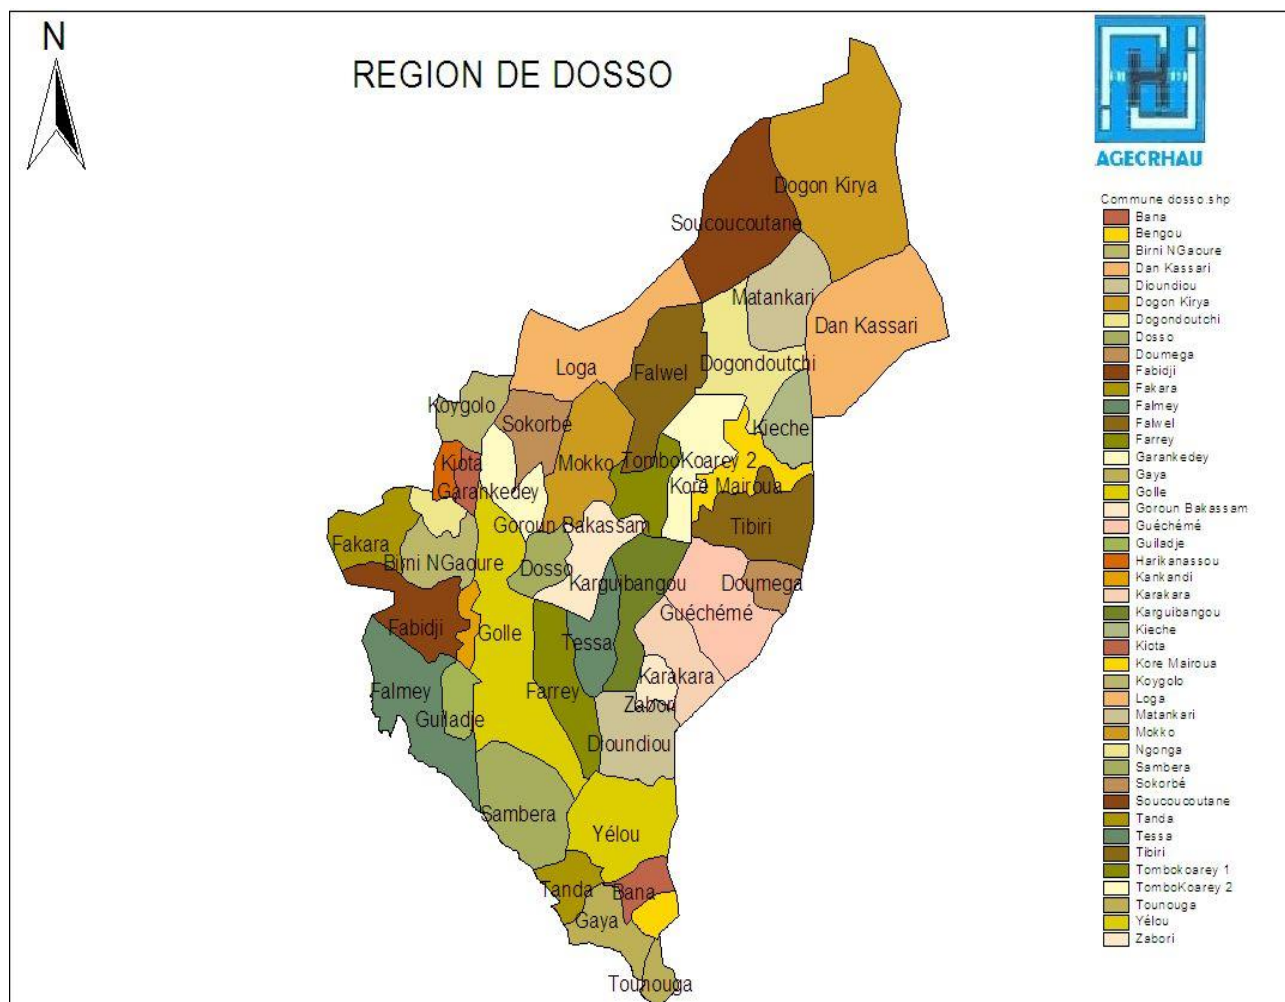 N
REGION DE DOSSO
AGECRHAU
Dogon Kirya
Soucoucoutane
Matankari
Dan Kassari
Dogondoutchi
Loga
Falwel
Koygolo
Sokorbé
Kieche
Kiota
Mokko
TomboKoarey 2
Garankedey
Kore Mairoua
Goroun Bakassam
Tibiri
Fakara
Birni NGaoure
Dosso
Karguibangou
Doumega
Guéchémé
Fabidji
Golle
Tessa
Karakara
Falmey
Farrey
Zabori
Guiladje
Dioundiou
Sambera
Yélou
Tanda
Bana
Gaya
Tounouga
Commune dosso.shp
Bana
Bengou
Birni NGaoure
Dan Kassari
Dioundiou
Dogon Kirya
Dogondoutchi
Dosso
Doumega
Fabidji
Fakara
Falmey
Falwel
Farrey
Garankedey
Gaya
Golle
Goroun Bakassam
Guéchémé
Guiladje
Harikanassou
Kankandi
Karakara
Karguibangou
Kieche
Kiota
Kore Mairoua
Koygolo
Loga
Matankari
Mokko
Ngonga
Sambera
Sokorbé
Soucoucoutane
Tanda
Tessa
Tibiri
Tombokoarey 1
TomboKoarey 2
Tounouga
Yélou
Zabori